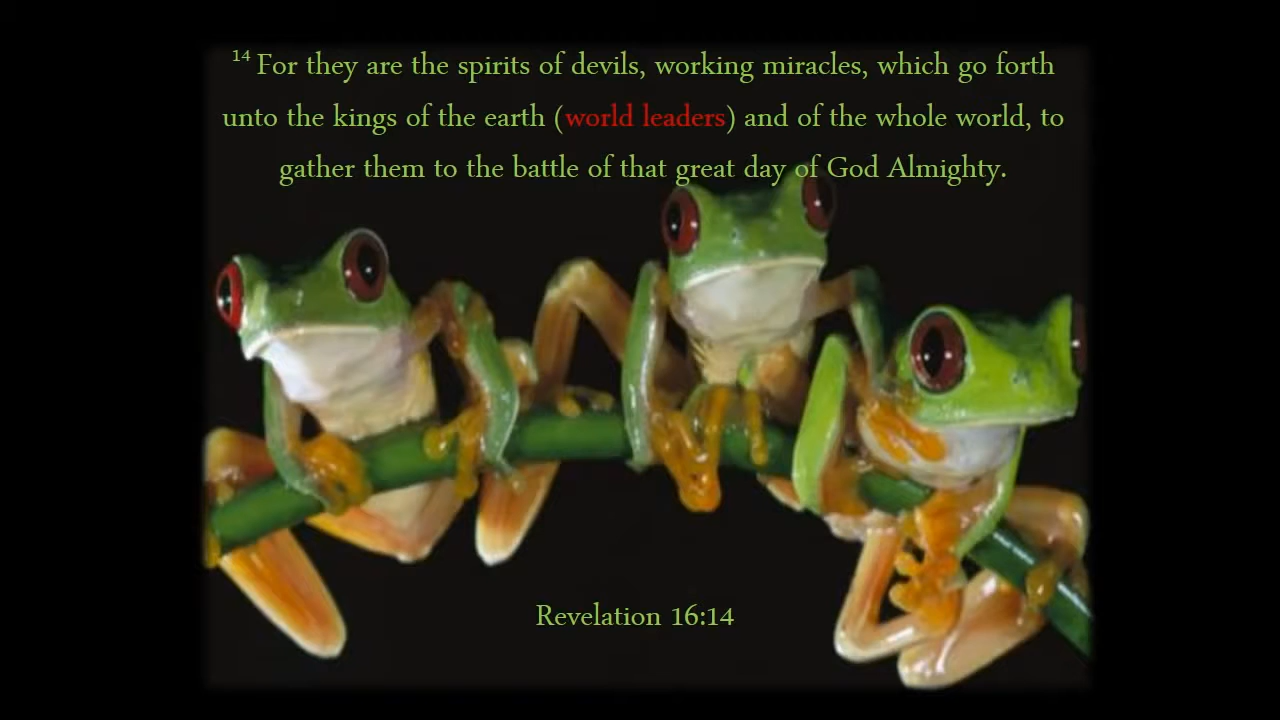 14 For they are the spirits of devils, working miracles, which go forth
unto the kings of the earth (world leaders) and of the whole world, to
gather them to the battle of that great day of God Almighty.
Revelation 16:14